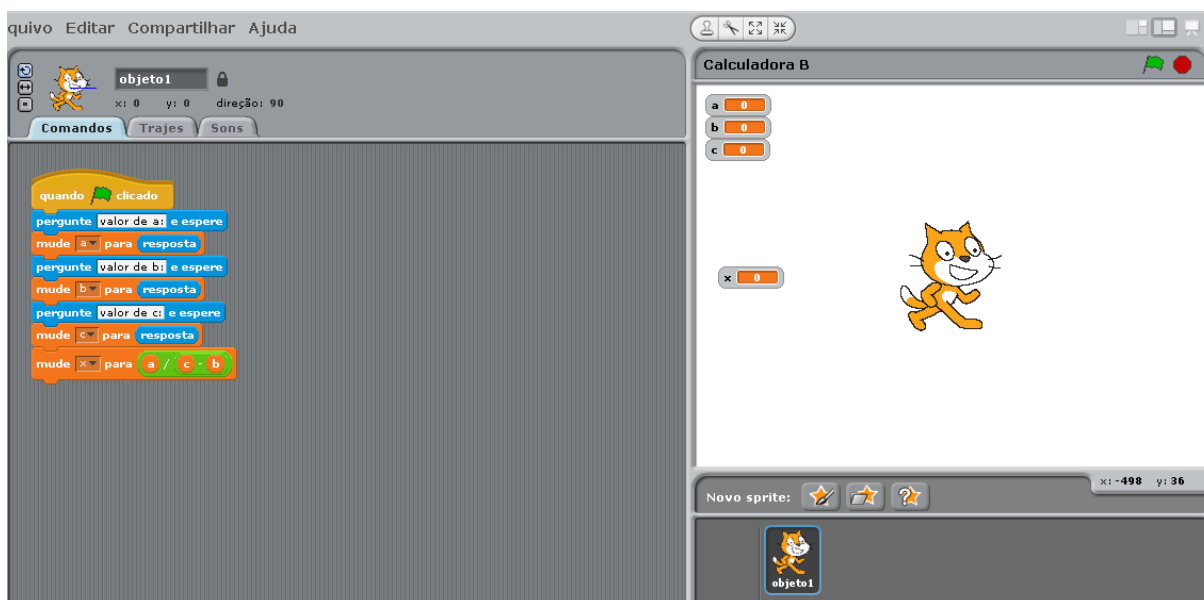 quivo Editar Compartilhar Ajuda
objeto1
x: 0 y: 0 direção: 90
Comandos Trajes Sons
quando clicado
pergunte valor de a: e espere
mude a para resposta
pergunte valor de b: e espere
mude b para resposta
pergunte valor de c: e espere
mude c para resposta
mude x para a / c - b
Calculadora B
a 0
b 0
c 0
x 0
x: -498 y: 36
Novo sprite:
objeto1